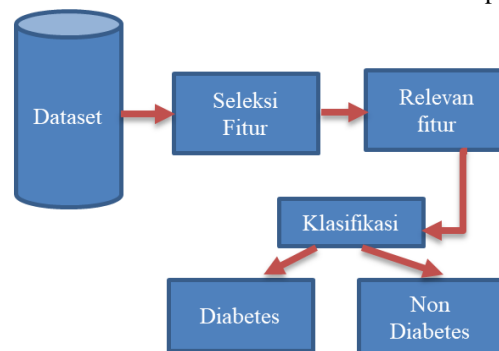 Dataset
Seleksi
Fitur
Relevan
fitur
Klasifikasi
Diabetes
Non
Diabetes